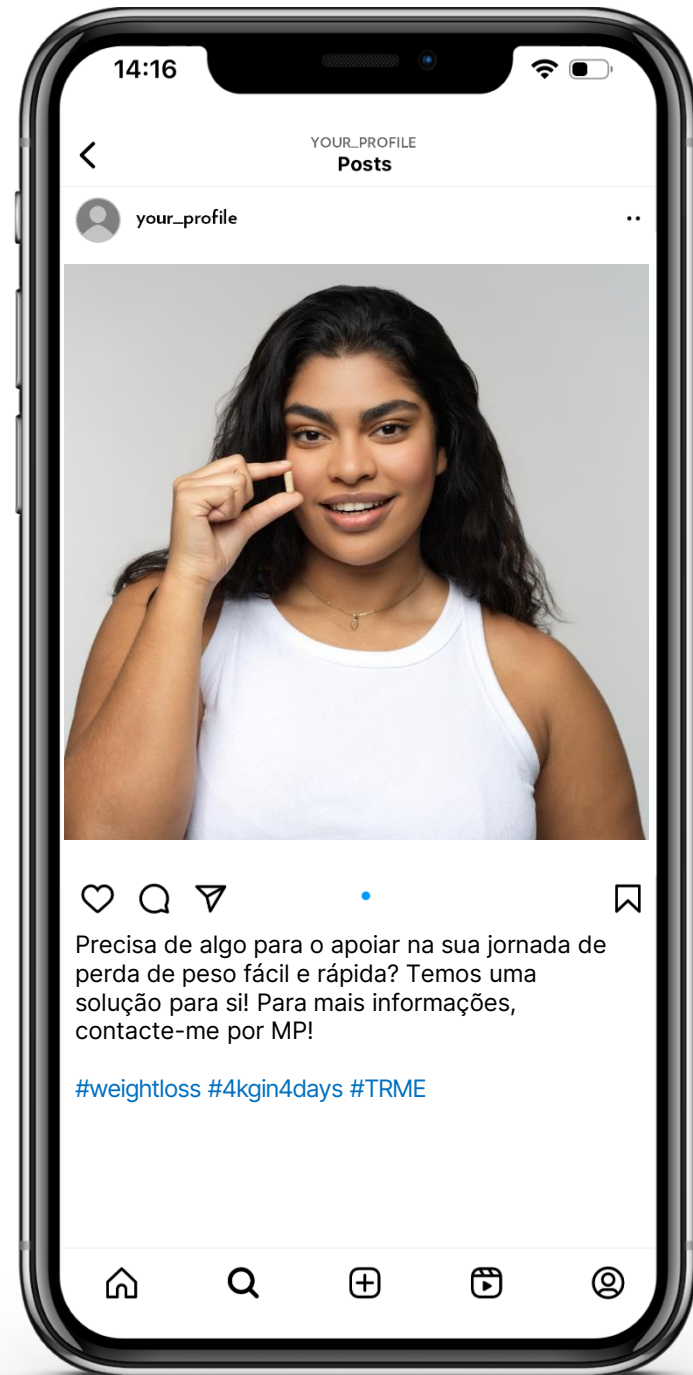 14:16
YOUR_PROFILE
Posts
your_profile
Precisa de algo para o apoiar na sua jornada de
perda de peso fácil e rápida? Temos uma
solução para si! Para mais informações,
contacte-me por MP!
#weightloss #4kgin4days #TRME